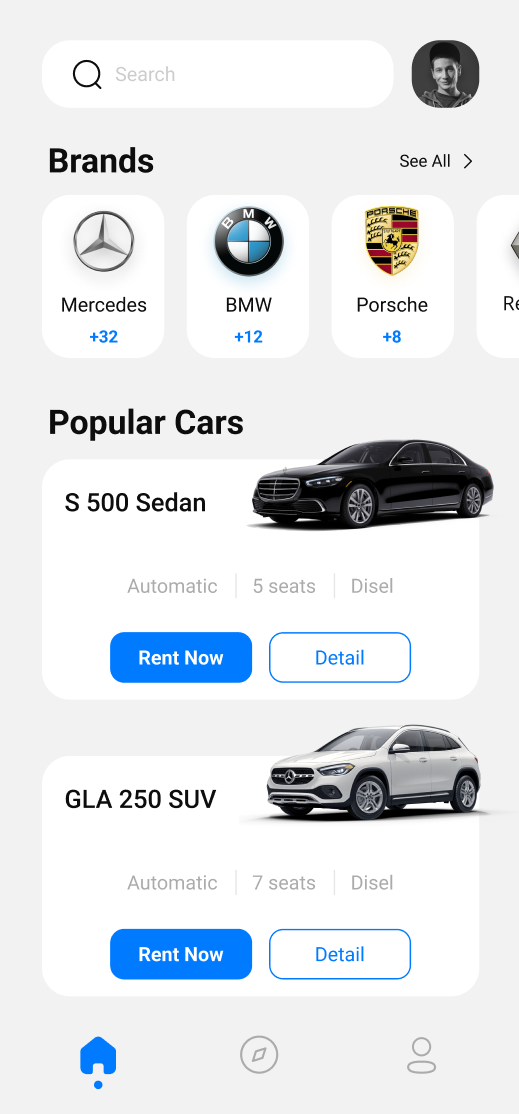 Search
Brands
See All
PORSCHE
BMW
Mercedes
BMW
Porsche
Re
+32
+12
+8
Popular Cars
S 500 Sedan
Automatic
5 seats
Disel
Rent Now
Detail
GLA 250 SUV
Automatic
7 seats
Disel
Rent Now
Detail